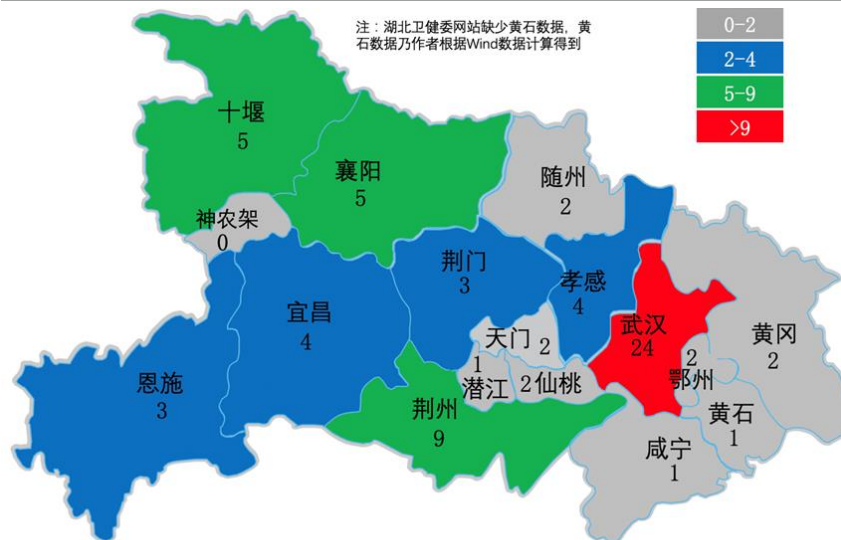 注：湖北卫健委网站缺少黄石数据，黄
石数据乃作者根据Wind数据计算得到
0-2
2-4
5-9
>9
十堰
5
襄阳
5
随州
2
神农架
0
荆门
3
孝感
4
宜昌
4
武汉
24
天门 2
黄冈
2
恩施
3
1
潜江
2仙桃
2
鄂州
荆州
9
黄石
1
咸宁
1